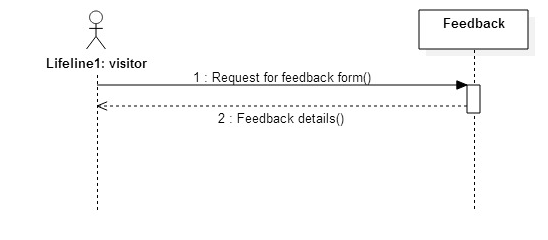 Feedback
Lifeline1: visitor
1 : Request for feedback form()
2 : Feedback details()